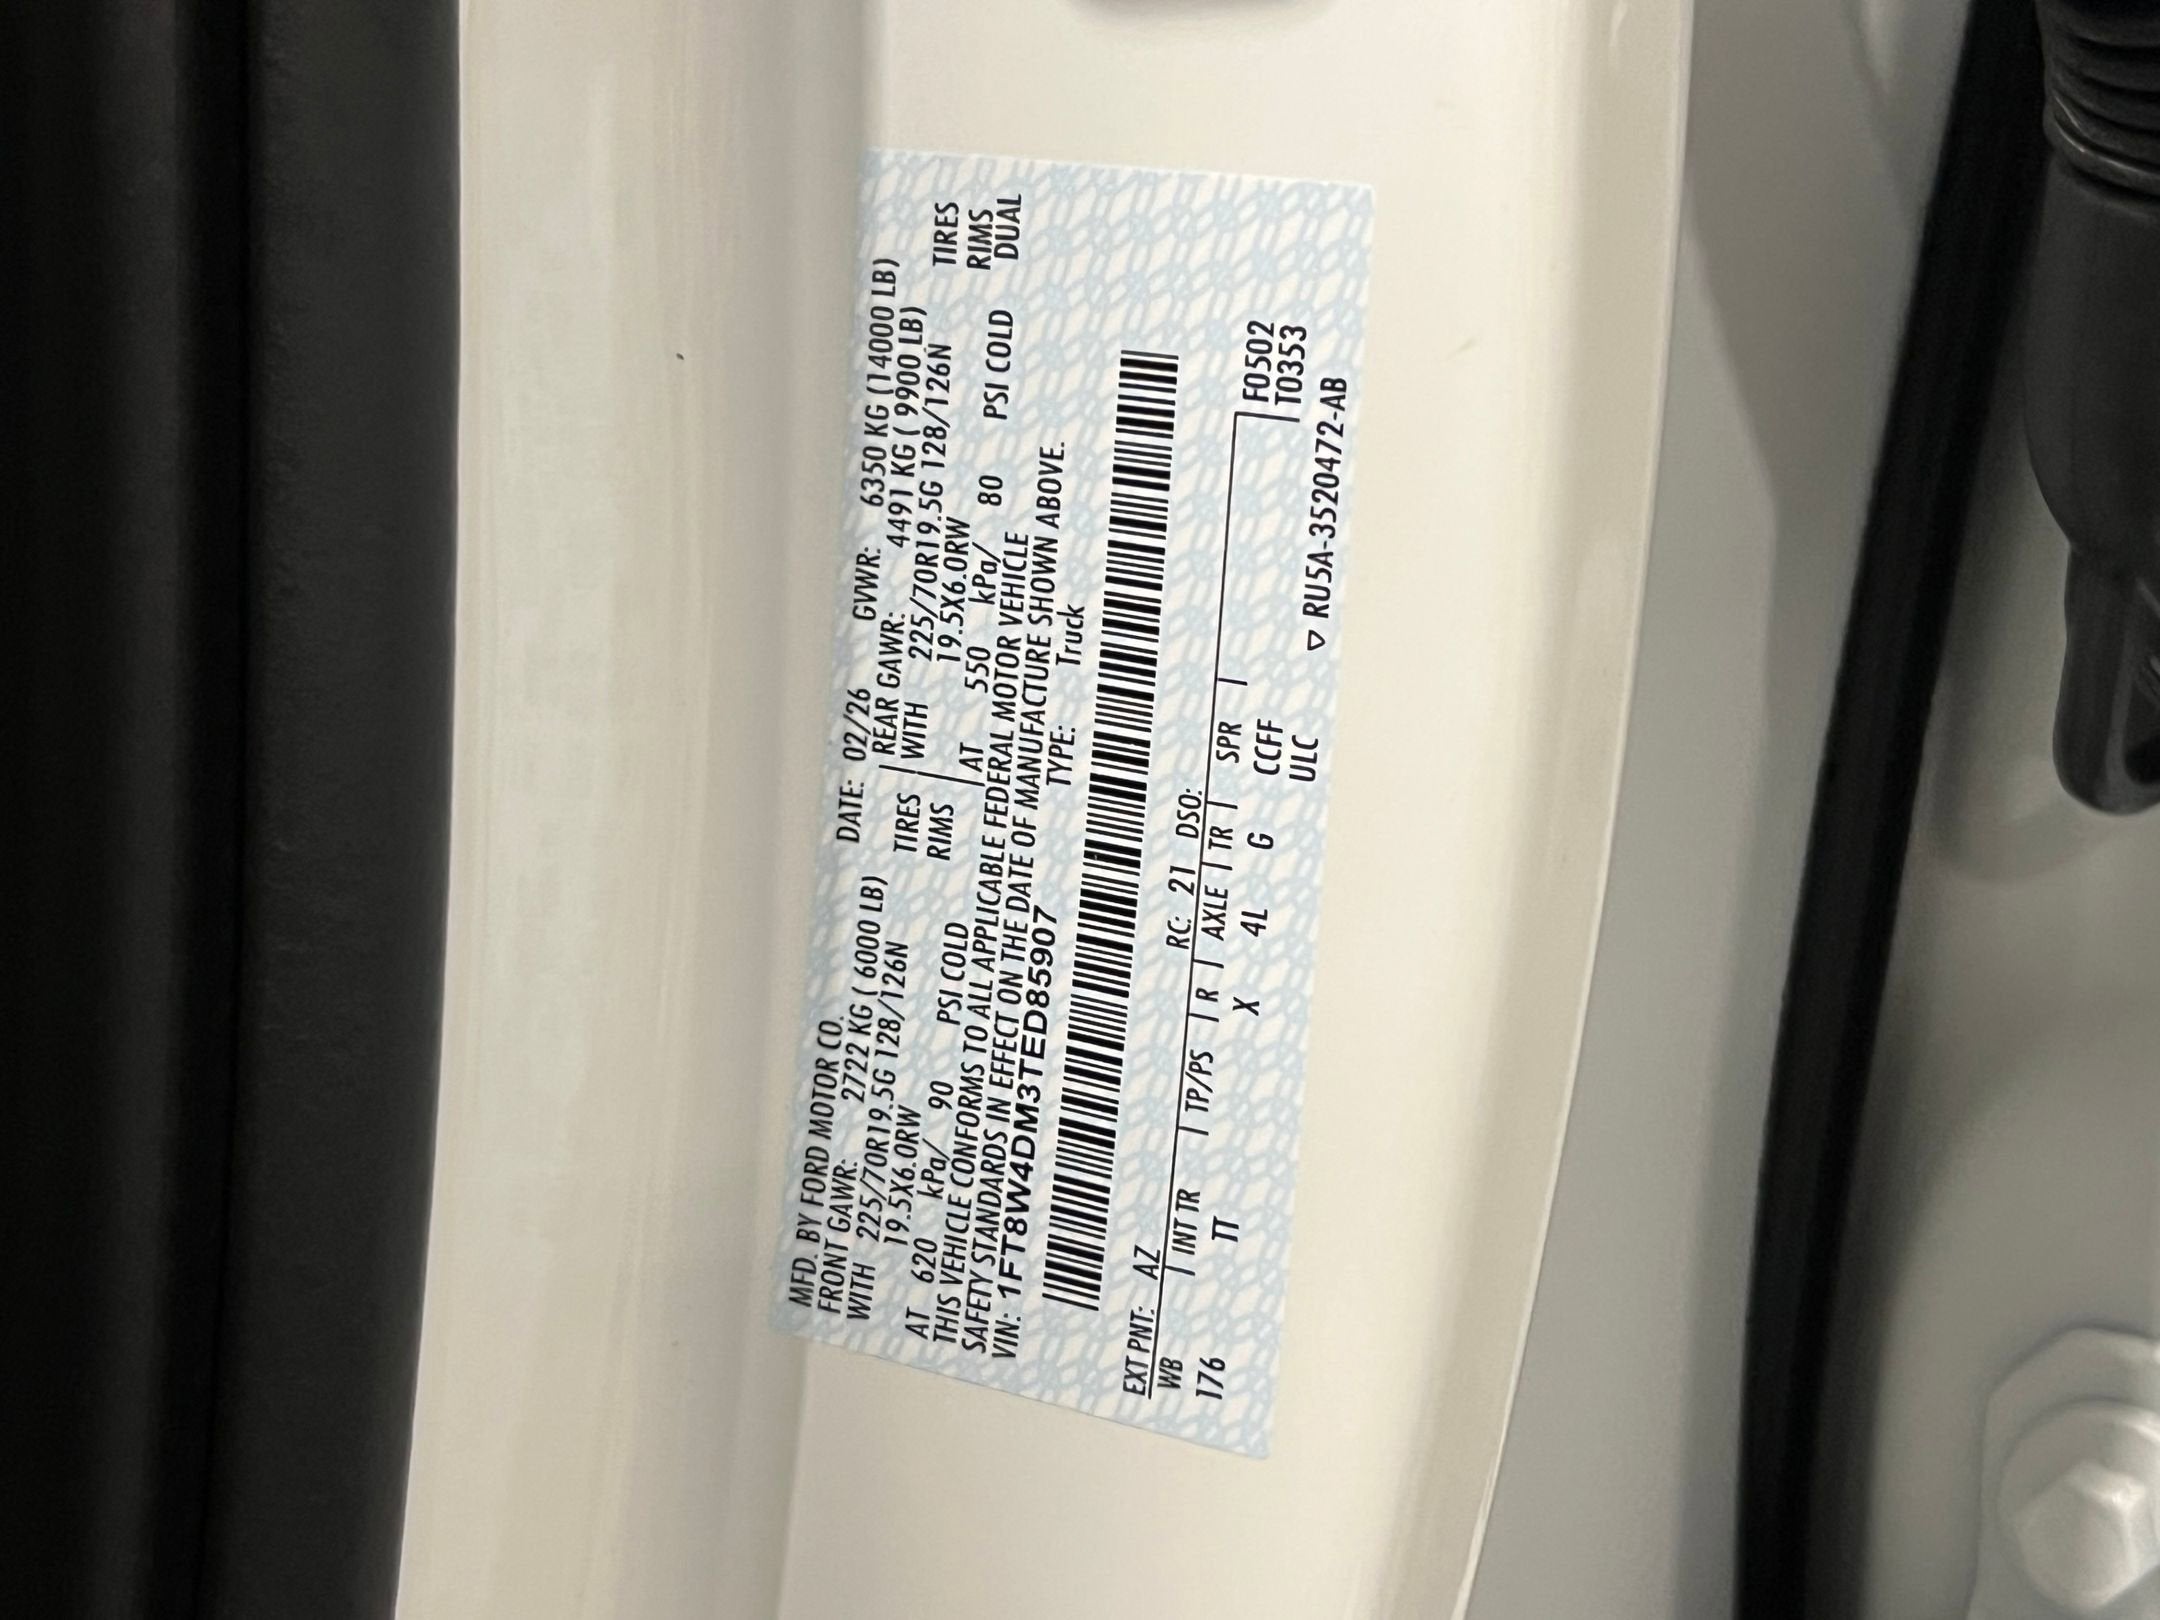 MFD. BY FORD MOTOR CO. DATE: 02/26 GVWR: 6350 KG (14000 LB)
FRONT GAWR: 2722 KG ( 6000 LB) REAR GAWR: 4491 KG ( 9900 LB)
WITH 225/70R19.5G 128/126N TIRES WITH 225/70R19.5G 128/126N TIRES
19.5X6.0RW RIMS 19.5X6.0RW RIMS
AT 620 kPa/ 90 PSI COLD AT 550 kPa/ 80 PSI COLD DUAL
THIS VEHICLE CONFORMS TO ALL APPLICABLE FEDERAL MOTOR VEHICLE
SAFETY STANDARDS IN EFFECT ON THE DATE OF MANUFACTURE SHOWN ABOVE.
VIN: 1FT8W4DM3TED85907 TYPE: Truck
EXT PNT: AZ RC: 21 DSO:
WB INT TR TP/PS R AXLE TR SPR
176 TT X 4L G CCFF F0502
ULC T0353
▽ RU5A-3520472-AB